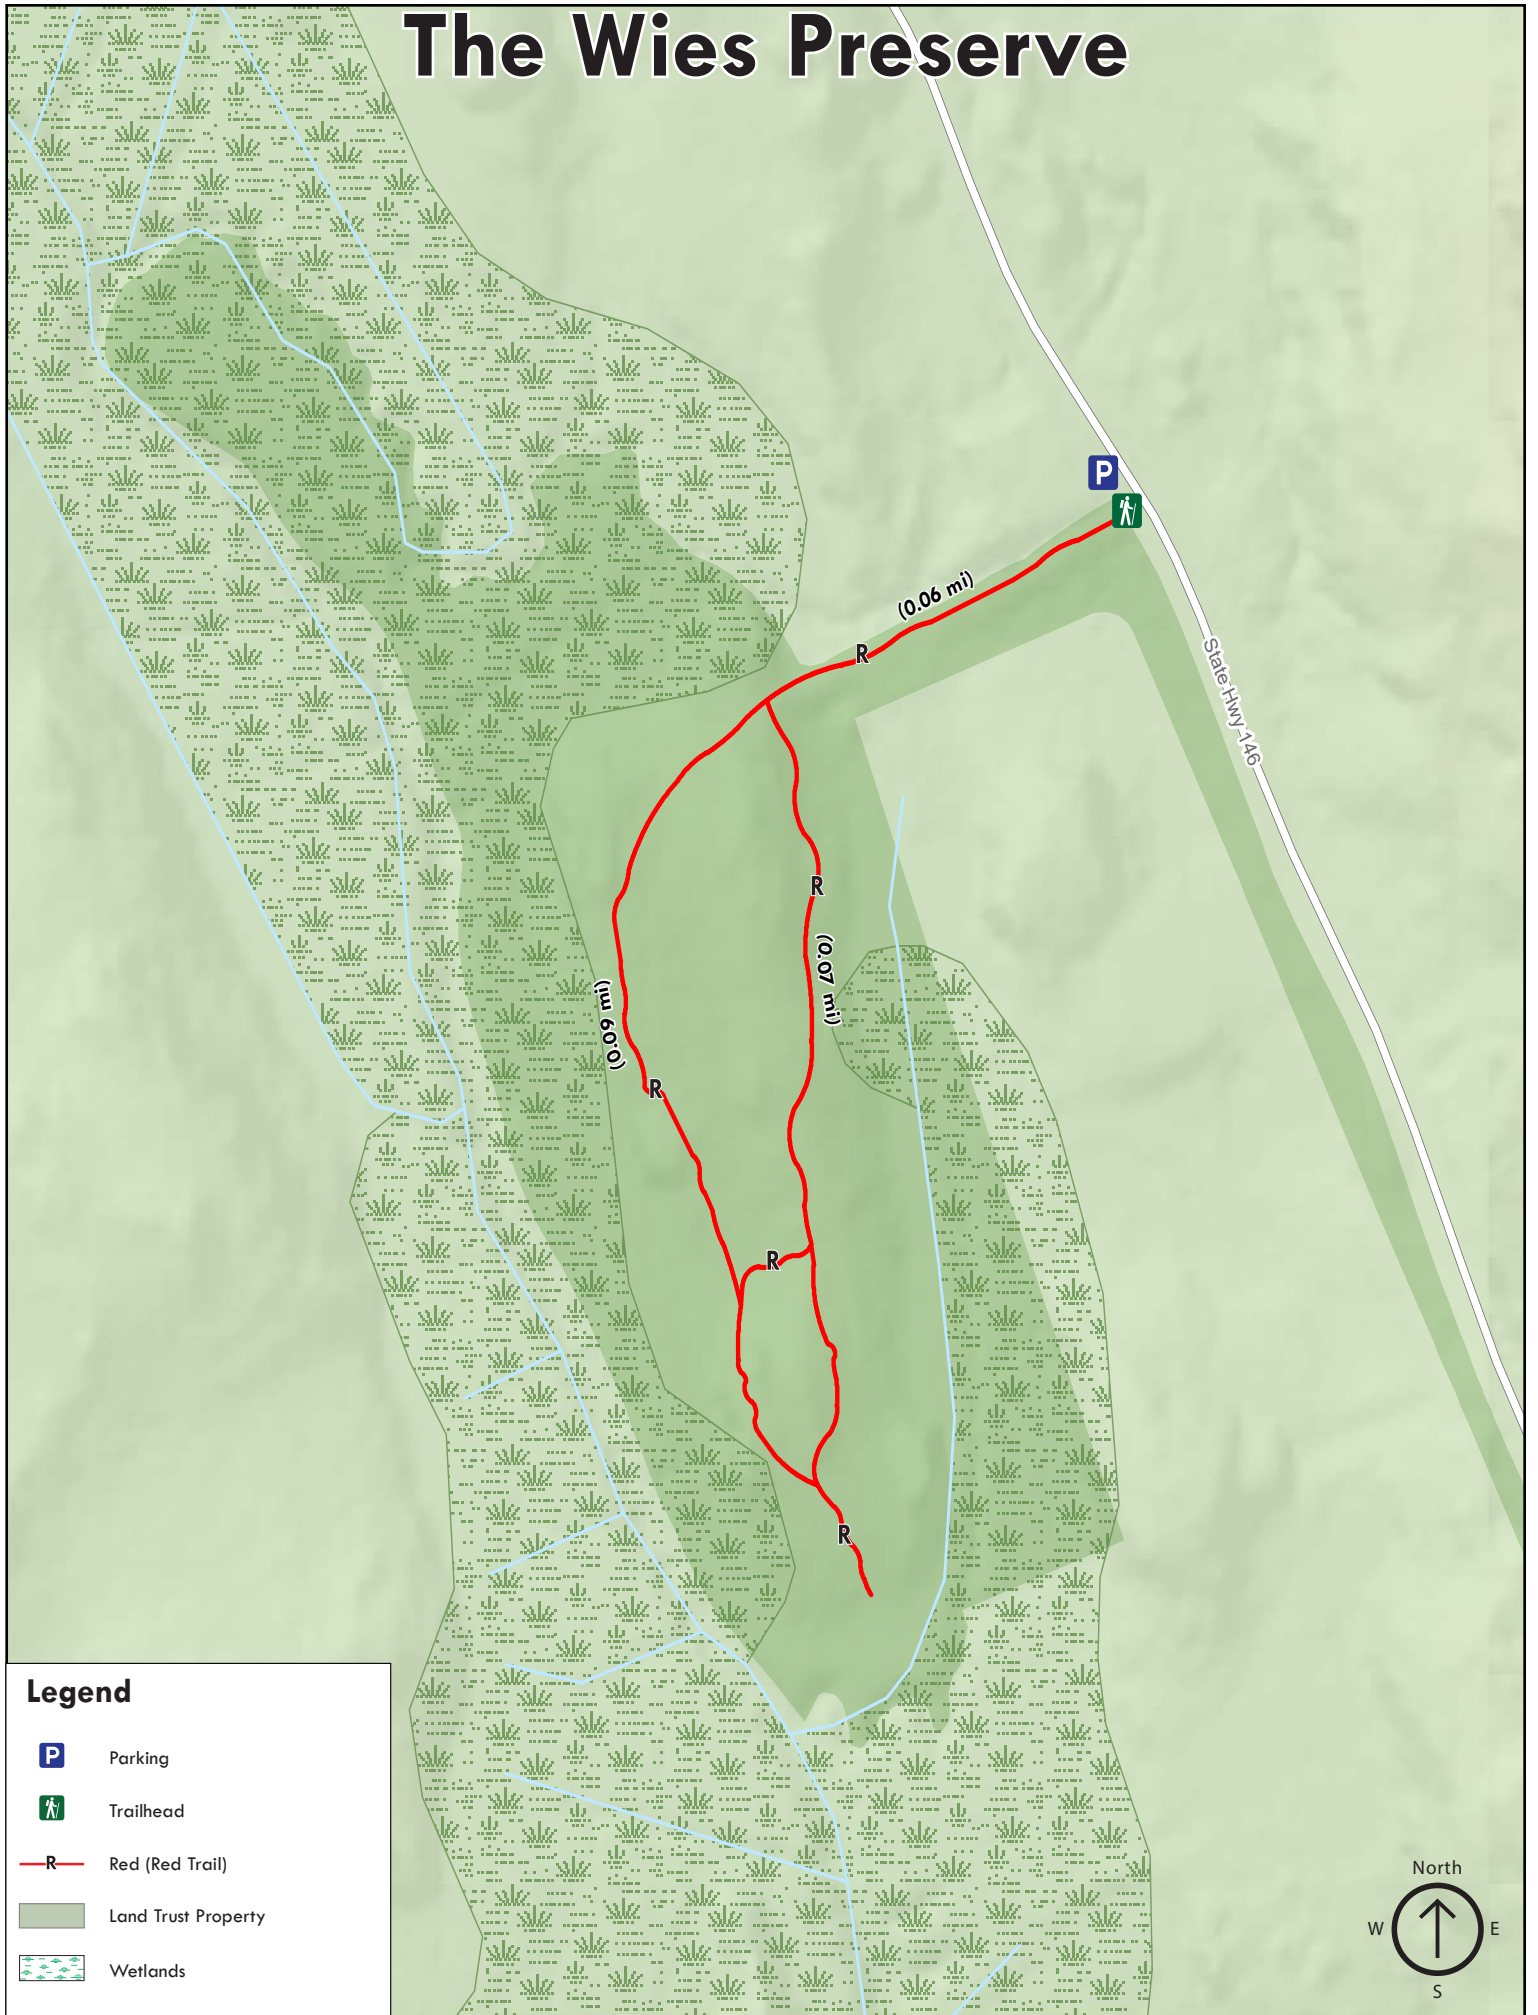 The Wies Preserve
P
(0.06 mi)
R
State Hwy 146
R
(0.07 mi)
(0.09 mi)
R
R
R
Legend
P Parking
Trailhead
R Red (Red Trail)
Land Trust Property
Wetlands
North
W E
S